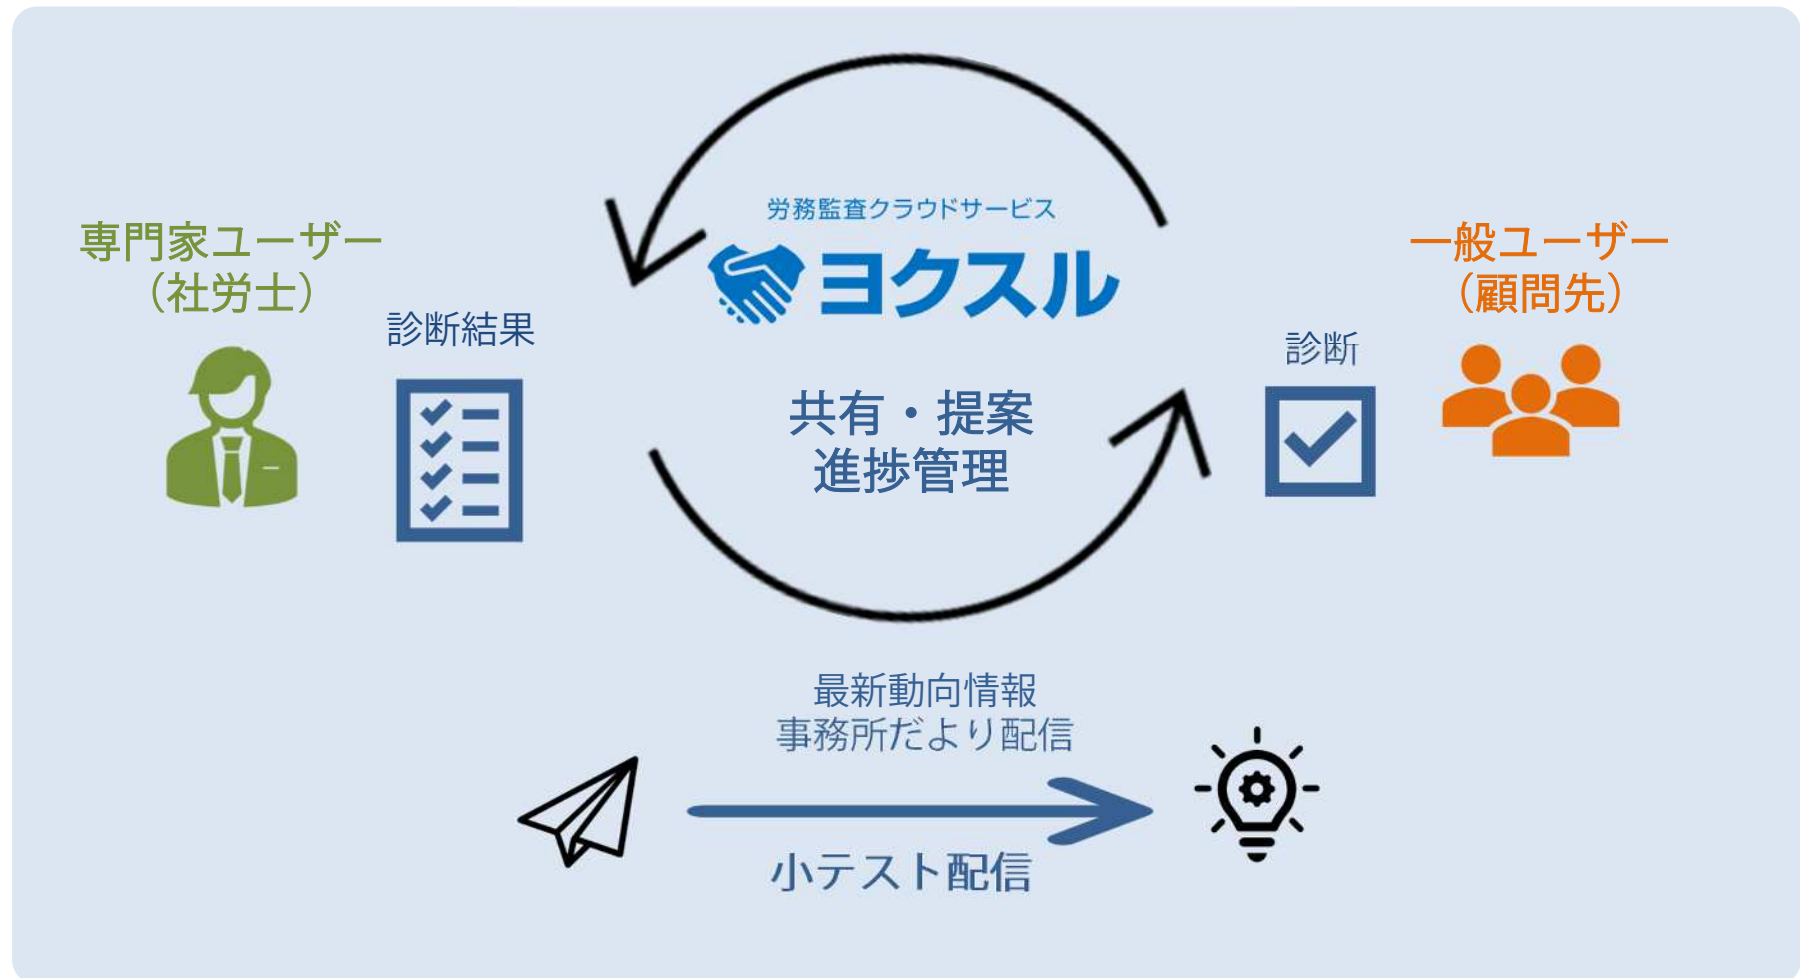 労務監査クラウドサービス
ヨクスル
専門家ユーザー
（社労士）
診断結果
一般ユーザー
（顧問先）
診断
共有・提案
進捗管理
最新動向情報
事務所だより配信
小テスト配信